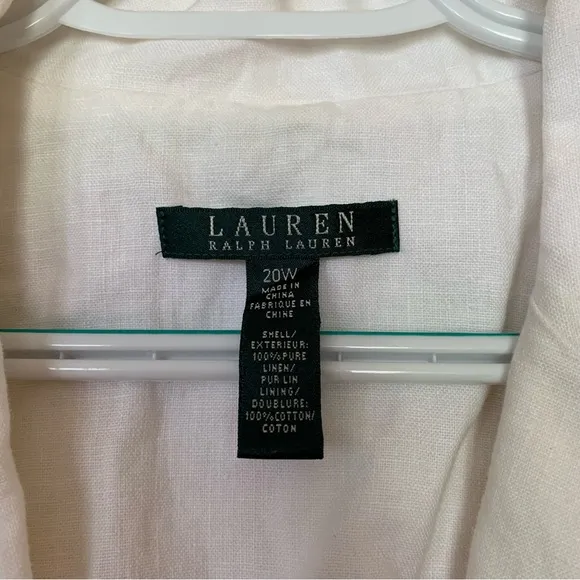 LAUREN
RALPH LAUREN
20W
MADE IN
CHINA
FABRIQUE EN
CHINE
SHELL/
EXTERIEUR:
100%PURE
LINEN/
PUR LIN
LINING/
DOUBLURE:
100%COTTON/
COTON